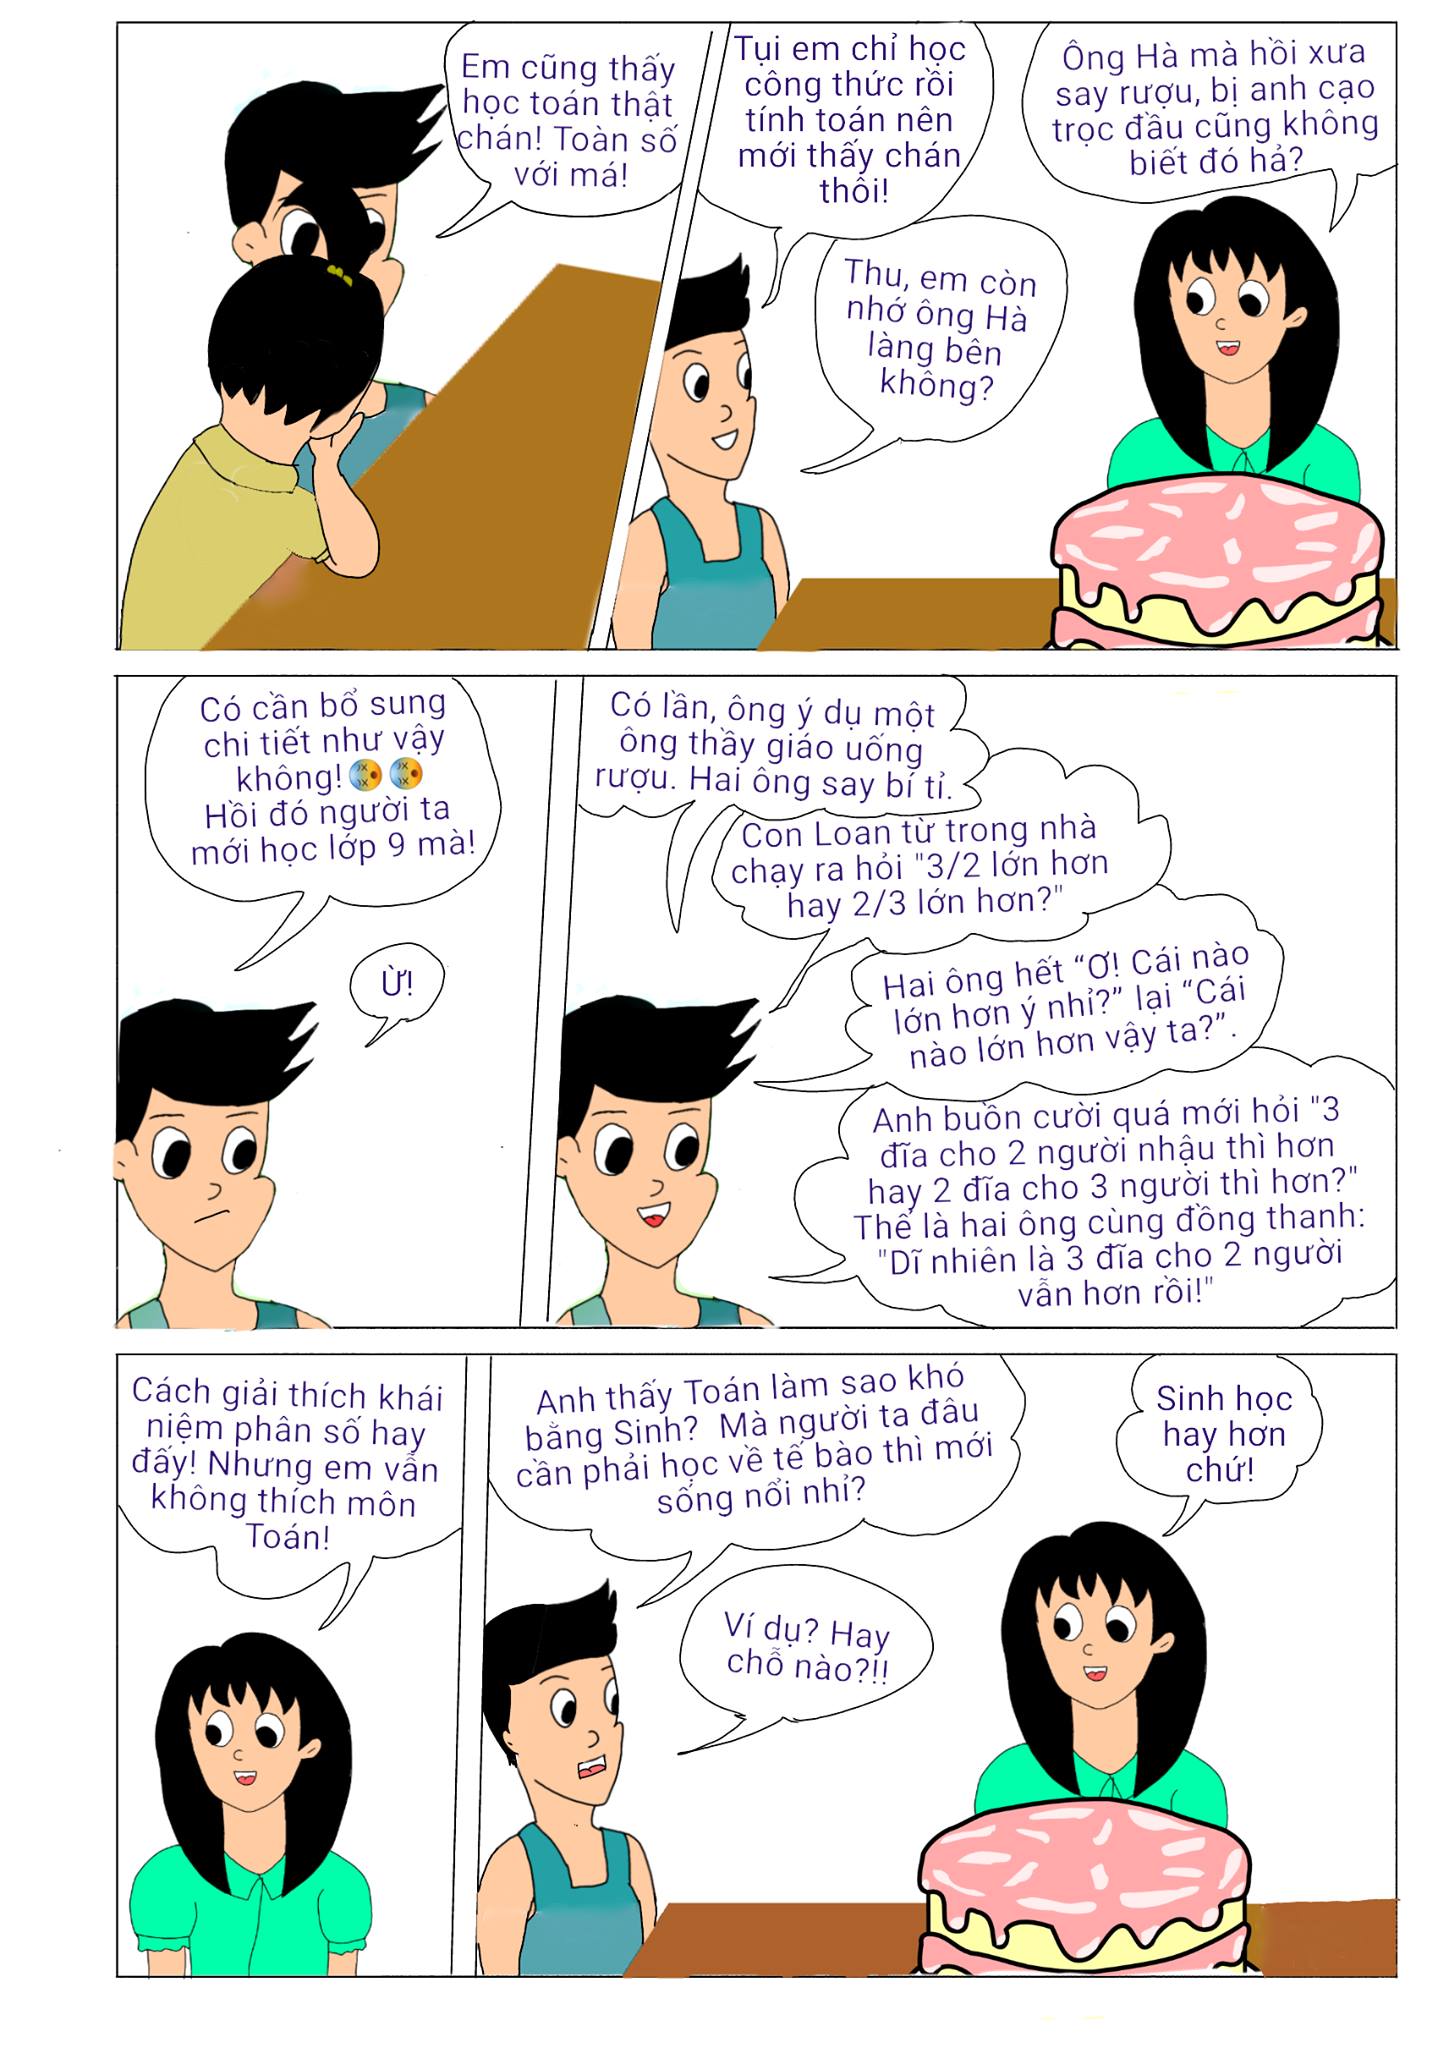 Em cũng thấy
học toán thật
chán! Toàn số
với má!
Tụi em chỉ học
công thức rồi
tính toán nên
mới thấy chán
thôi!
Thu, em còn
nhớ ông Hà
làng bên
không?
Ông Hà mà hồi xưa
say rượu, bị anh cạo
trọc đầu cũng không
biết đó hả?
Có cần bổ sung
chi tiết như vậy
không!
Hồi đó người ta
mới học lớp 9 mà!
Ừ!
Có lần, ông ý dụ một
ông thầy giáo uống
rượu. Hai ông say bí tỉ.
Con Loan từ trong nhà
chạy ra hỏi "3/2 lớn hơn
hay 2/3 lớn hơn?"
Hai ông hết “Ơ! Cái nào
lớn hơn ý nhỉ?” lại “Cái
nào lớn hơn vậy ta?”.
Anh buồn cười quá mới hỏi "3
đĩa cho 2 người nhậu thì hơn
hay 2 đĩa cho 3 người thì hơn?"
Thế là hai ông cùng đồng thanh:
"Dĩ nhiên là 3 đĩa cho 2 người
vẫn hơn rồi!"
Cách giải thích khái
niệm phân số hay
đấy! Nhưng em vẫn
không thích môn
Toán!
Anh thấy Toán làm sao khó
bằng Sinh? Mà người ta đâu
cần phải học về tế bào thì mới
sống nổi nhỉ?
Sinh học
hay hơn
chứ!
Ví dụ? Hay
chỗ nào?!!